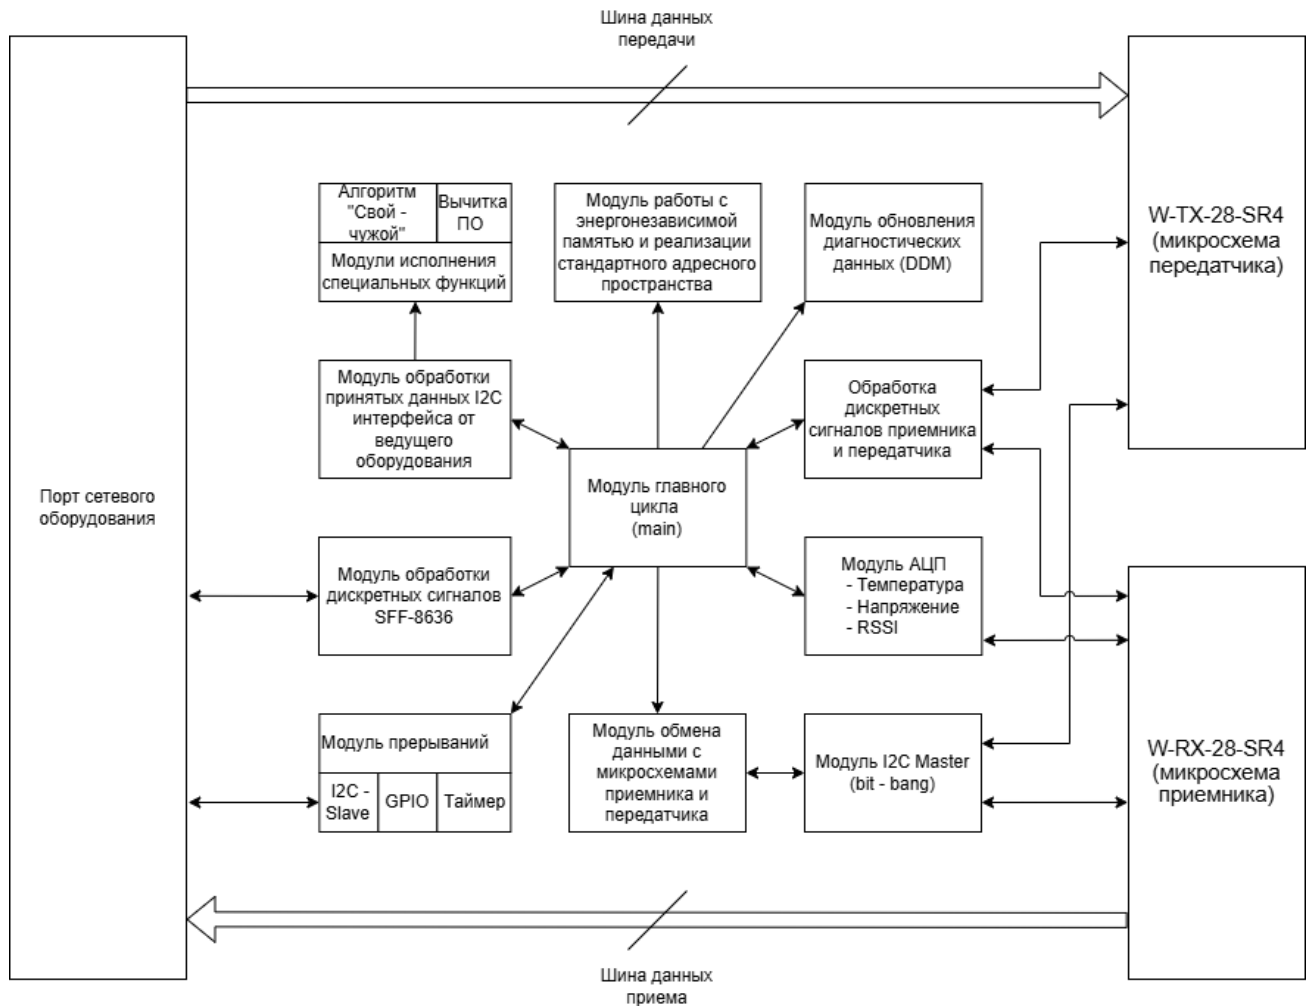 Шина данных
передачи
Порт сетевого
оборудования
Алгоритм
"Свой -
чужой"
Вычитка
ПО
Модули исполнения
специальных функций
Модуль работы с
энергонезависимой
памятью и реализации
стандартного адресного
пространства
Модуль обновления
диагностических
данных (DDM)
W-TX-28-SR4
(микросхема
передатчика)
Модуль обработки
принятых данных I2C
интерфейса от
ведущего
оборудования
Обработка
дискретных
сигналов приемника
и передатчика
Модуль главного
цикла
(main)
Модуль обработки
дискретных сигналов
SFF-8636
Модуль АЦП
- Температура
- Напряжение
- RSSI
Модуль прерываний
I2C -
Slave
GPIO
Таймер
Модуль обмена
данными с
микросхемами
приемника и
передатчика
Модуль I2C Master
(bit - bang)
W-RX-28-SR4
(микросхема
приемника)
Шина данных
приема